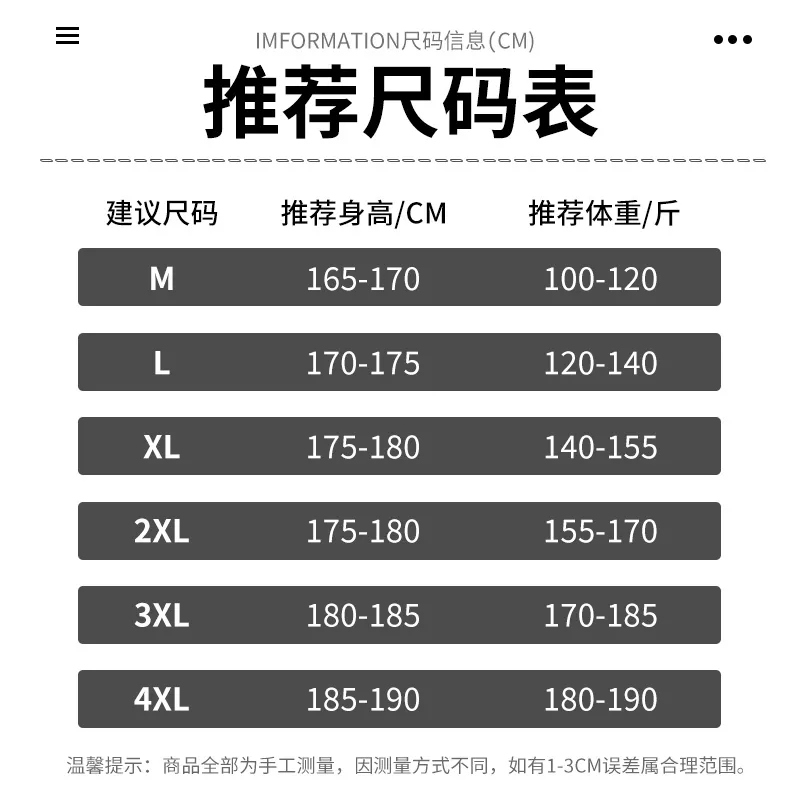 IMFORMATION尺码信息(CM)
推荐尺码表
建议尺码 推荐身高/CM 推荐体重/斤
M 165-170 100-120
L 170-175 120-140
XL 175-180 140-155
2XL 175-180 155-170
3XL 180-185 170-185
4XL 185-190 180-190
温馨提示：商品全部为手工测量，因测量方式不同，如有1-3CM误差属合理范围。